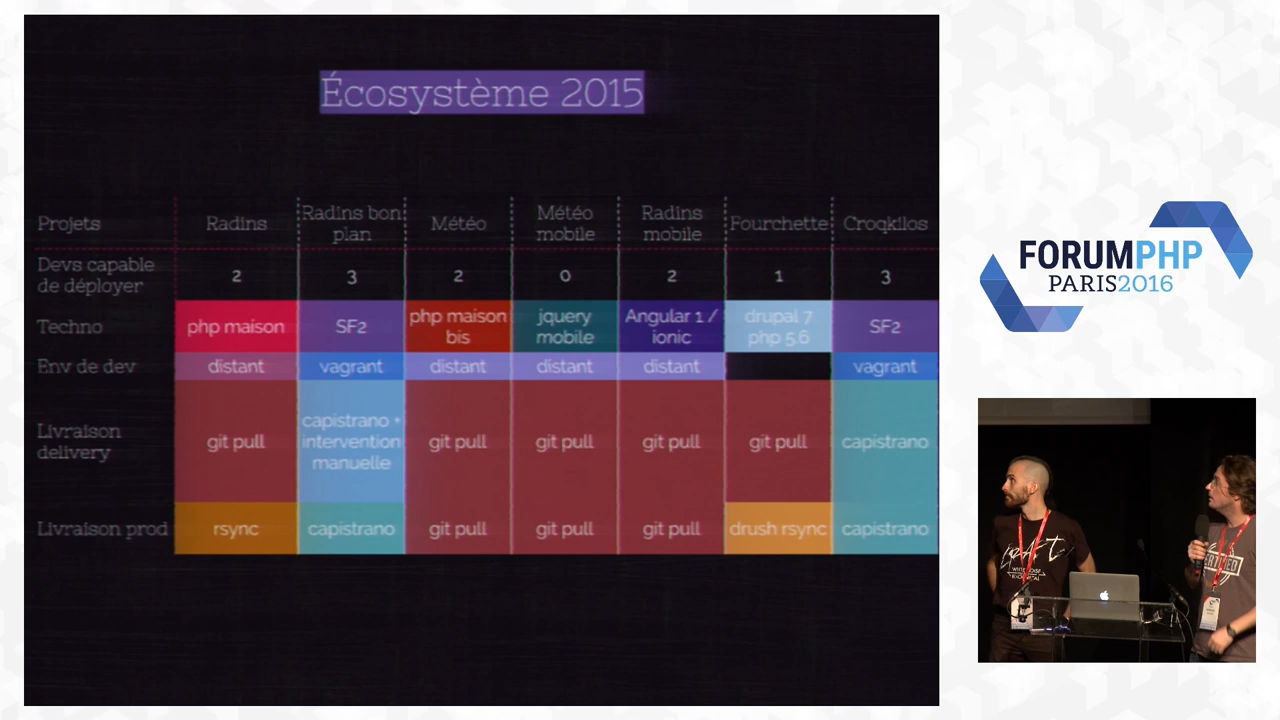 Écosystème 2015
Projets
Radins
Radins bon
plan
Météo
Météo
mobile
Radins
mobile
Fourchette
Croqkilos
Devs capable
de déployer
2
3
2
0
2
1
3
Techno
php maison
SF2
php maison
bis
jquery
mobile
Angular 1 /
ionic
drupal 7
php 5.6
SF2
Env de dev
distant
vagrant
distant
distant
distant
vagrant
Livraison
delivery
git pull
capistrano +
intervention
manuelle
git pull
git pull
git pull
git pull
capistrano
Livraison prod
rsync
capistrano
git pull
git pull
git pull
drush rsync
capistrano
FORUMPHP
PARIS2016